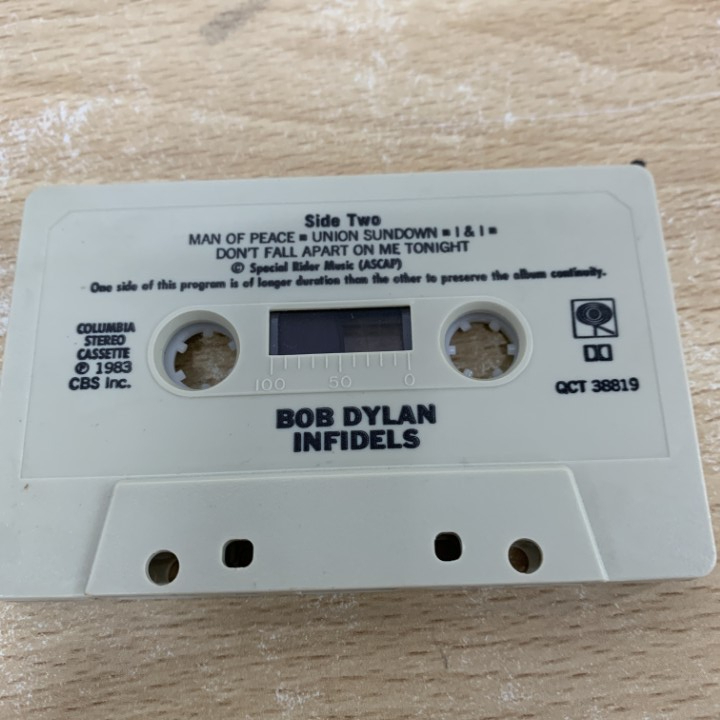 Side Two
MAN OF PEACE ■ UNION SUNDOWN ■ I & I ■
DON'T FALL APART ON ME TONIGHT
© Special Rider Music (ASCAP)
One side of this program is of longer duration than the other to preserve the album continuity.
COLUMBIA
STEREO
CASSETTE
℗ 1983
CBS Inc.
100 50 0
QCT 38819
BOB DYLAN
INFIDELS